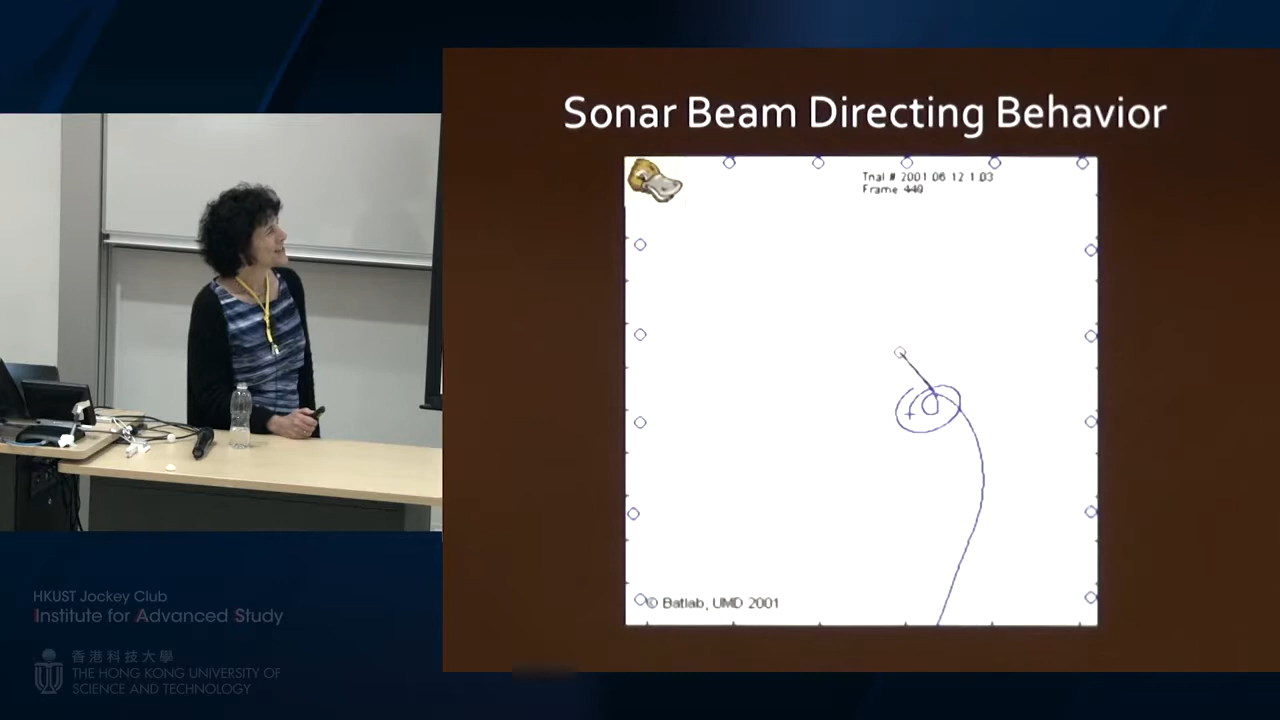 Sonar Beam Directing Behavior
Trial # 2001 06 12 1.03
Frame 440
© Batlab, UMD 2001
HKUST Jockey Club
Institute for Advanced Study
香港科技大學
THE HONG KONG UNIVERSITY OF
SCIENCE AND TECHNOLOGY